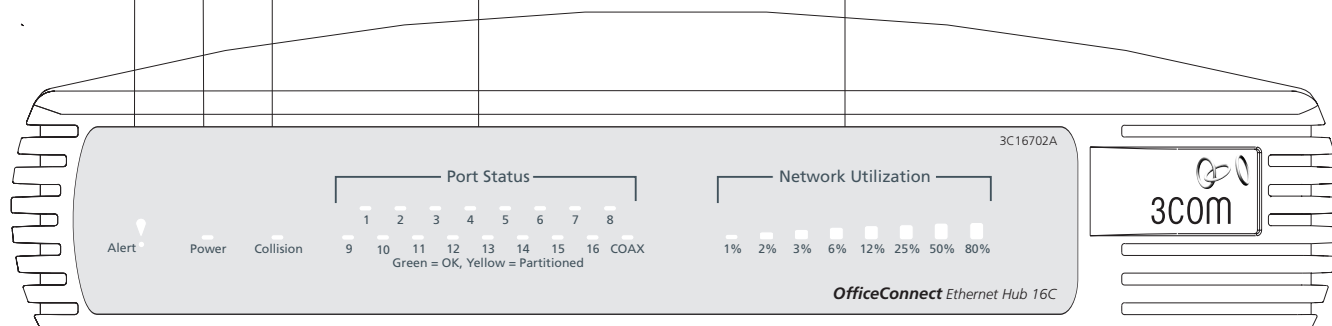 3C16702A
Port Status
Network Utilization
1 2 3 4 5 6 7 8
3COM
Alert Power Collision 9 10 11 12 13 14 15 16 COAX 1% 2% 3% 6% 12% 25% 50% 80%
Green = OK, Yellow = Partitioned
OfficeConnect Ethernet Hub 16C